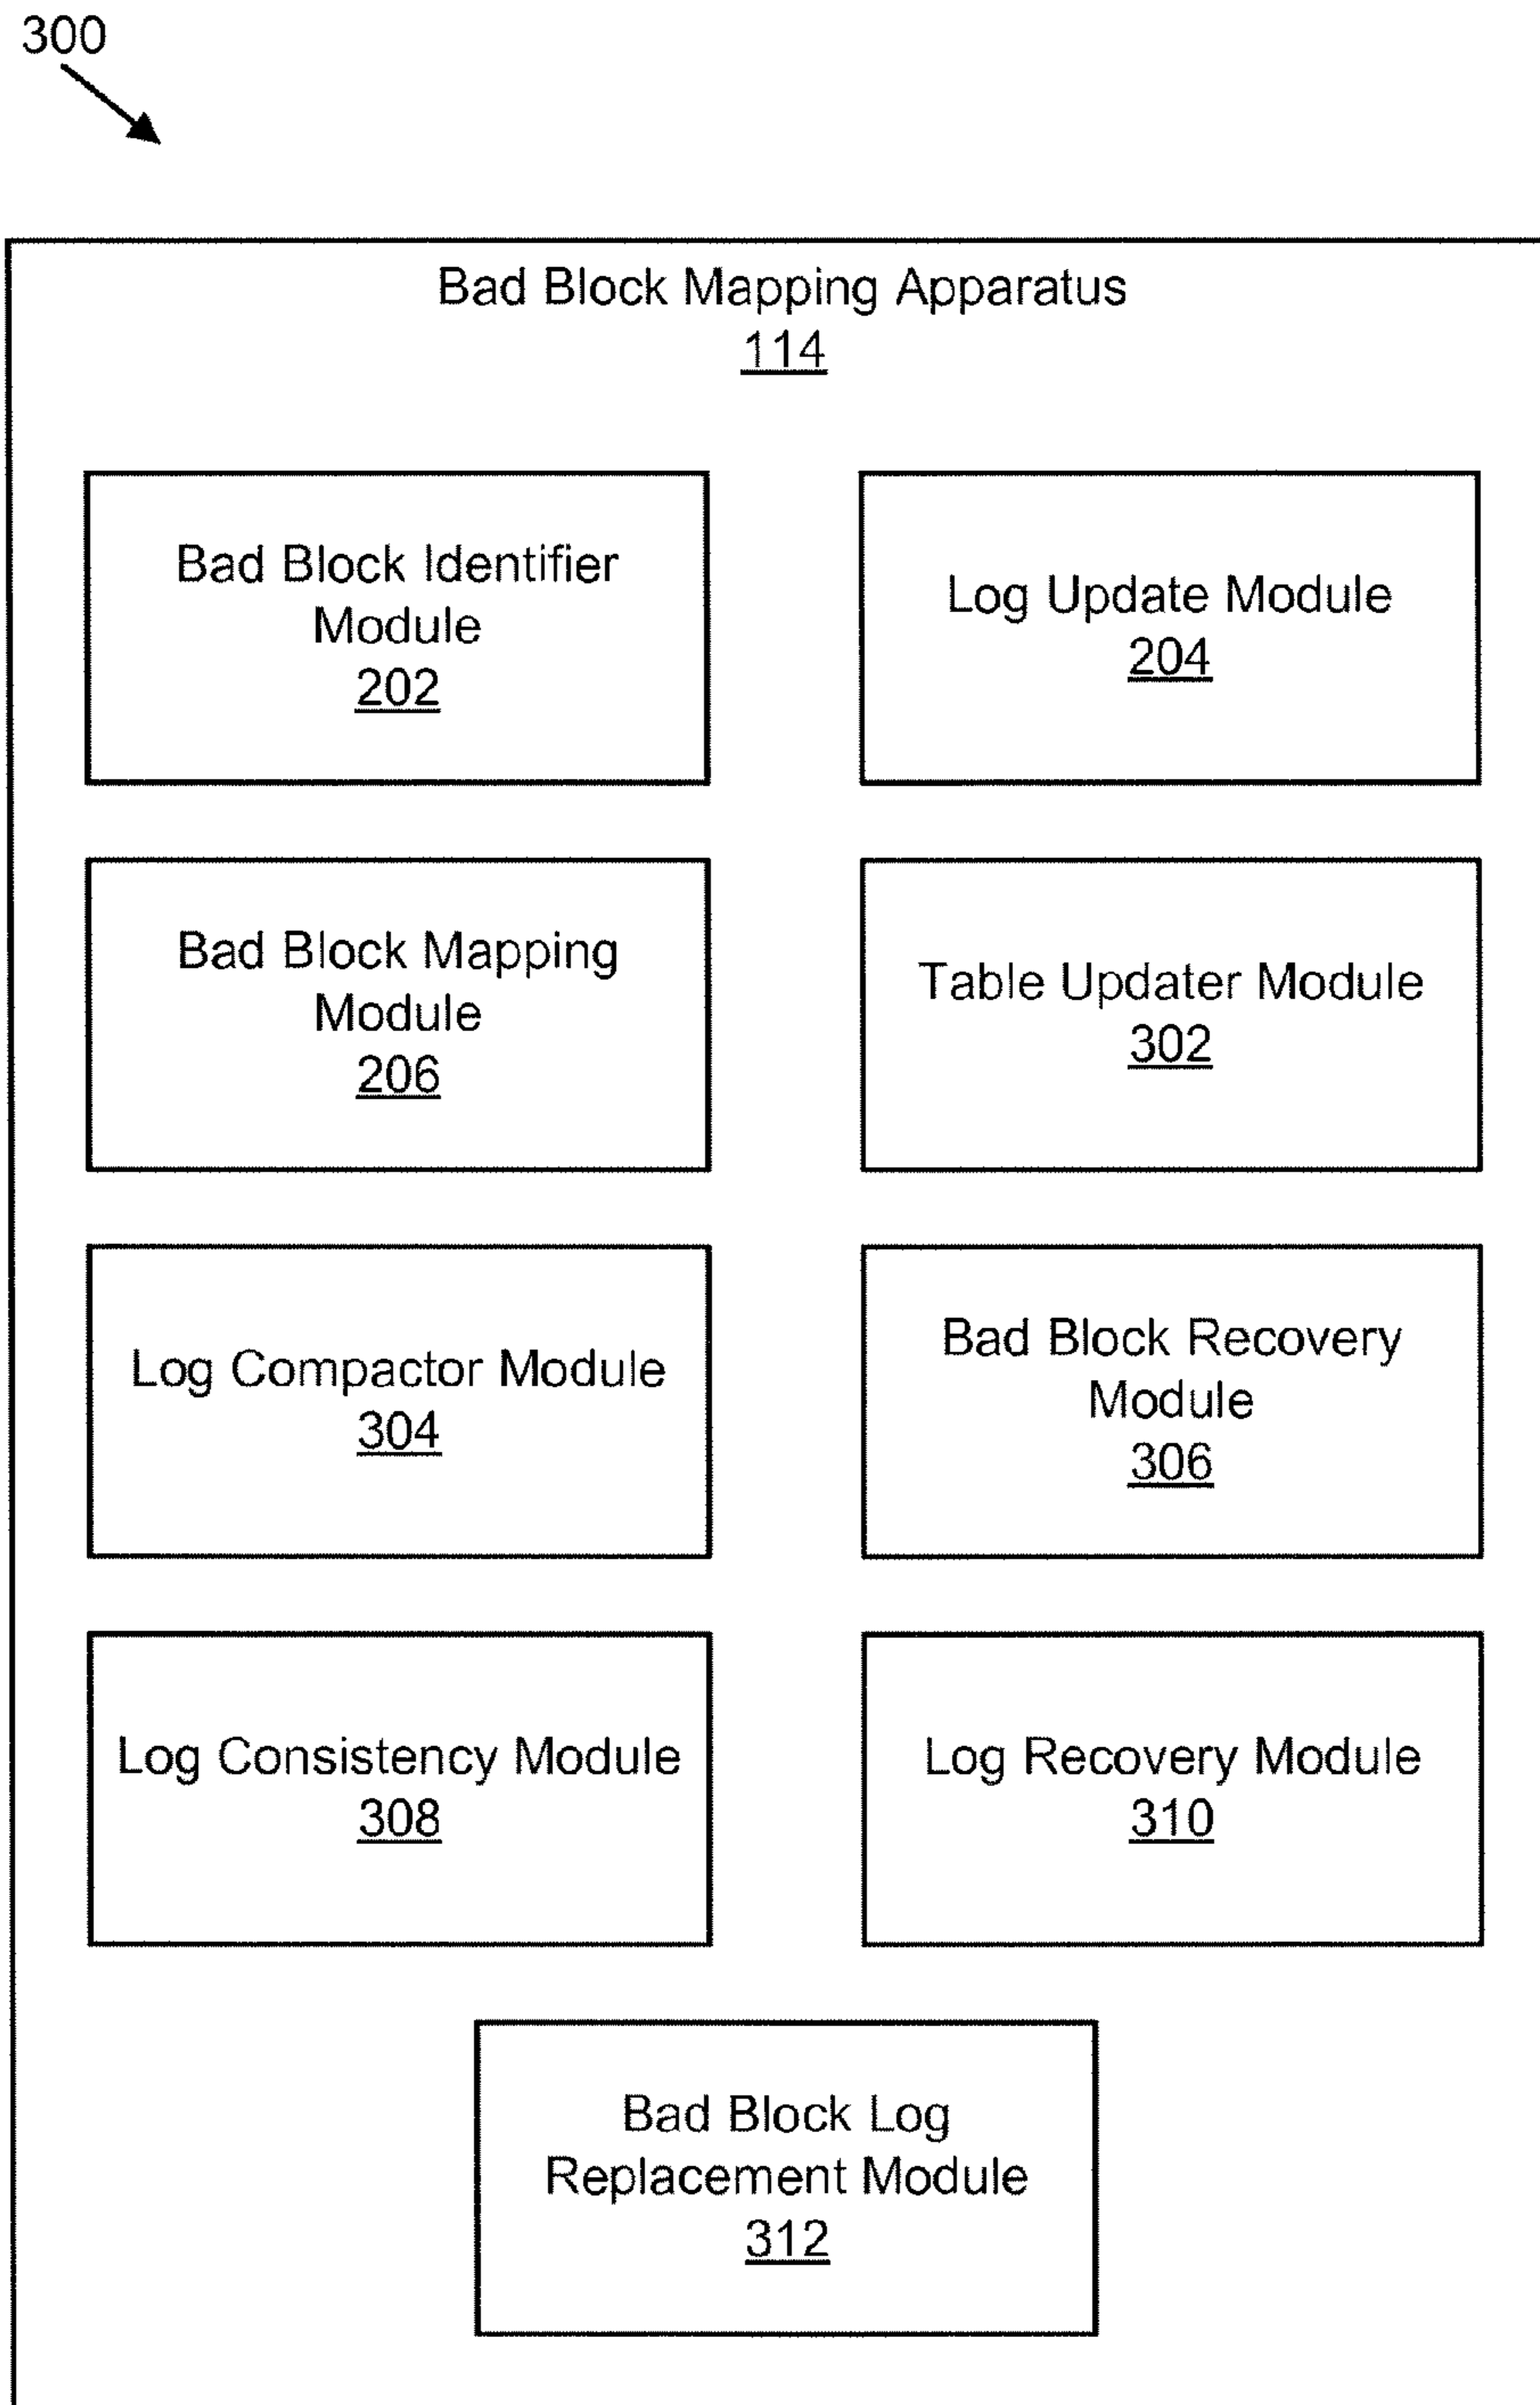 300
Bad Block Mapping Apparatus
114
Bad Block Identifier
Module
202
Log Update Module
204
Bad Block Mapping
Module
206
Table Updater Module
302
Log Compactor Module
304
Bad Block Recovery
Module
306
Log Consistency Module
308
Log Recovery Module
310
Bad Block Log
Replacement Module
312